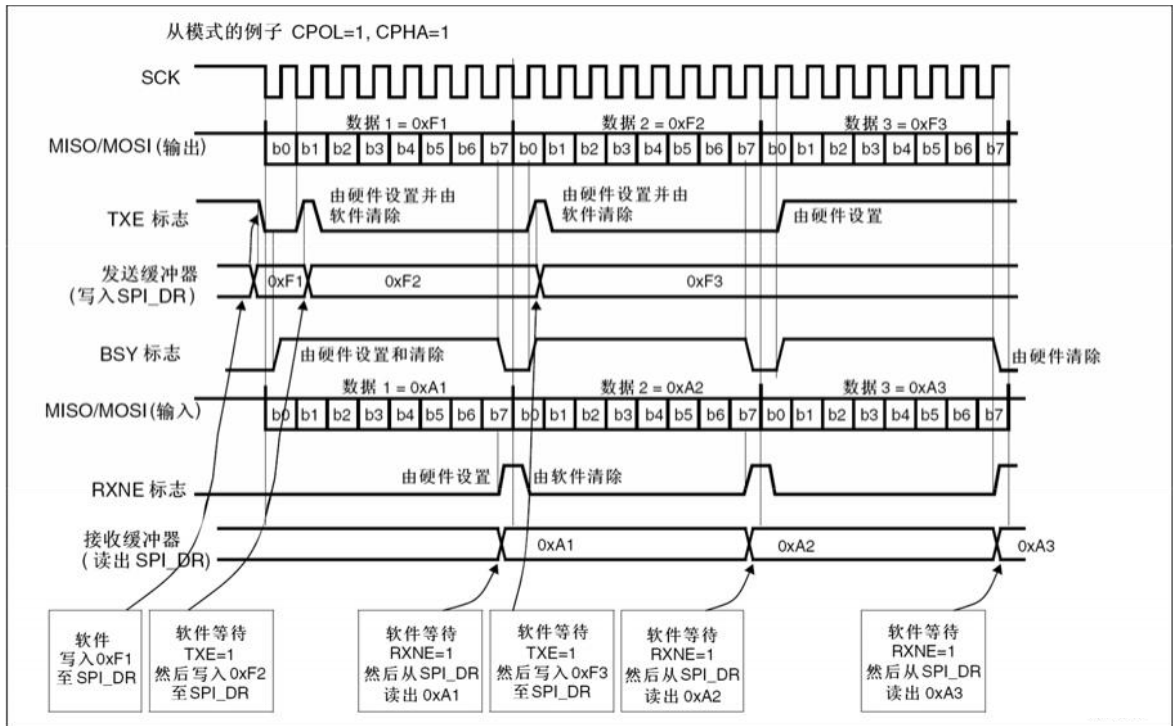 从模式的例子 CPOL=1, CPHA=1
SCK
数据 1 = 0xF1
数据 2 = 0xF2
数据 3 = 0xF3
MISO/MOSI (输出)
b0 b1 b2 b3 b4 b5 b6 b7 b0 b1 b2 b3 b4 b5 b6 b7 b0 b1 b2 b3 b4 b5 b6 b7
TXE 标志
由硬件设置并由
软件清除
由硬件设置并由
软件清除
由硬件设置
发送缓冲器
(写入SPI_DR)
0xF1
0xF2
0xF3
BSY 标志
由硬件设置和清除
由硬件清除
数据 1 = 0xA1
数据 2 = 0xA2
数据 3 = 0xA3
MISO/MOSI(输入)
b0 b1 b2 b3 b4 b5 b6 b7 b0 b1 b2 b3 b4 b5 b6 b7 b0 b1 b2 b3 b4 b5 b6 b7
RXNE 标志
由硬件设置
由软件清除
接收缓冲器
(读出 SPI_DR)
0xA1
0xA2
0xA3
软件
写入0xF1
至SPI_DR
软件等待
TXE=1
然后写入0xF2
至SPI_DR
软件等待
RXNE=1
然后从SPI_DR
读出 0xA1
软件等待
TXE=1
然后写入0xF3
至SPI_DR
软件等待
RXNE=1
然后从SPI_DR
读出 0xA2
软件等待
RXNE=1
然后从SPI_DR
读出 0xA3